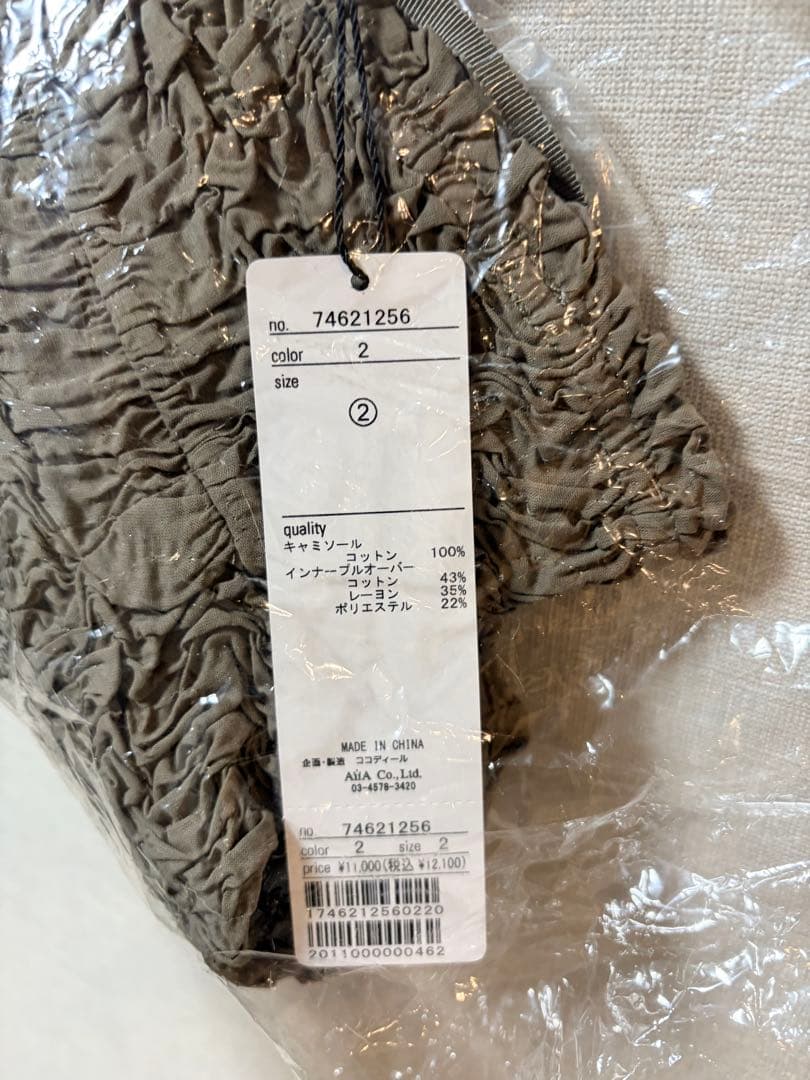 no. 74621256
color 2
size
②
quality
キャミソール
コットン 100%
インナープルオーバー
コットン 43%
レーヨン 35%
ポリエステル 22%
MADE IN CHINA
企画・販売 ココディール
AiiA Co.,Ltd.
03-4578-3420
no 74621256
color 2 size 2
price ¥11,000(税込 ¥12,100)
1746212560220
2011000000462